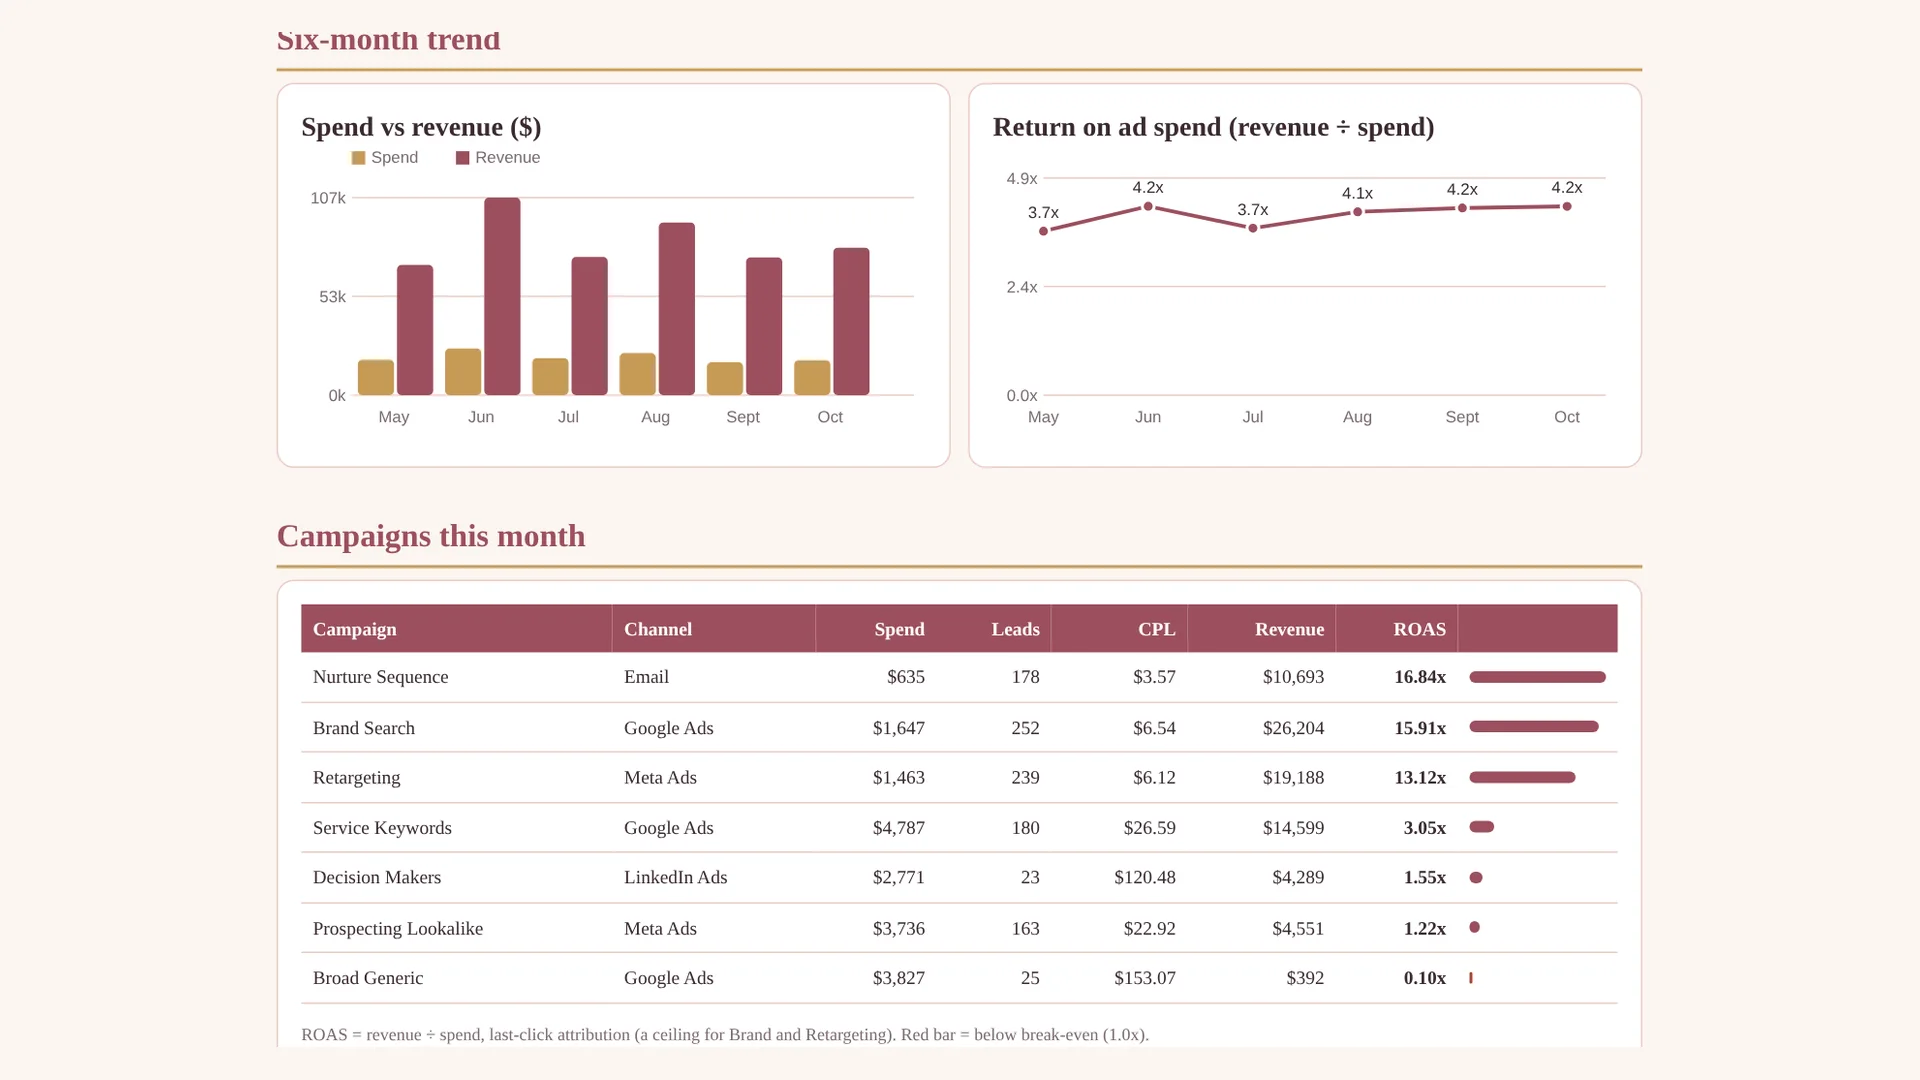 Six-month trend
Spend vs revenue ($)
Spend Revenue
107k
53k
0k
May Jun Jul Aug Sept Oct
Return on ad spend (revenue ÷ spend)
4.9x
2.4x
0.0x
3.7x 4.2x 3.7x 4.1x 4.2x 4.2x
May Jun Jul Aug Sept Oct
Campaigns this month
Campaign Channel Spend Leads CPL Revenue ROAS
Nurture Sequence Email $635 178 $3.57 $10,693 16.84x
Brand Search Google Ads $1,647 252 $6.54 $26,204 15.91x
Retargeting Meta Ads $1,463 239 $6.12 $19,188 13.12x
Service Keywords Google Ads $4,787 180 $26.59 $14,599 3.05x
Decision Makers LinkedIn Ads $2,771 23 $120.48 $4,289 1.55x
Prospecting Lookalike Meta Ads $3,736 163 $22.92 $4,551 1.22x
Broad Generic Google Ads $3,827 25 $153.07 $392 0.10x
ROAS = revenue ÷ spend, last-click attribution (a ceiling for Brand and Retargeting). Red bar = below break-even (1.0x).